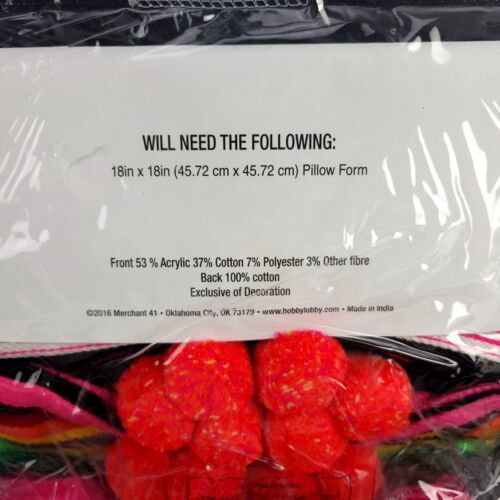 WILL NEED THE FOLLOWING:
18in x 18in (45.72 cm x 45.72 cm) Pillow Form
Front 53 % Acrylic 37% Cotton 7% Polyester 3% Other fibre
Back 100% cotton
Exclusive of Decoration
©2016 Merchant 41 • Oklahoma City, OK 73179 • www.hobbylobby.com • Made in India